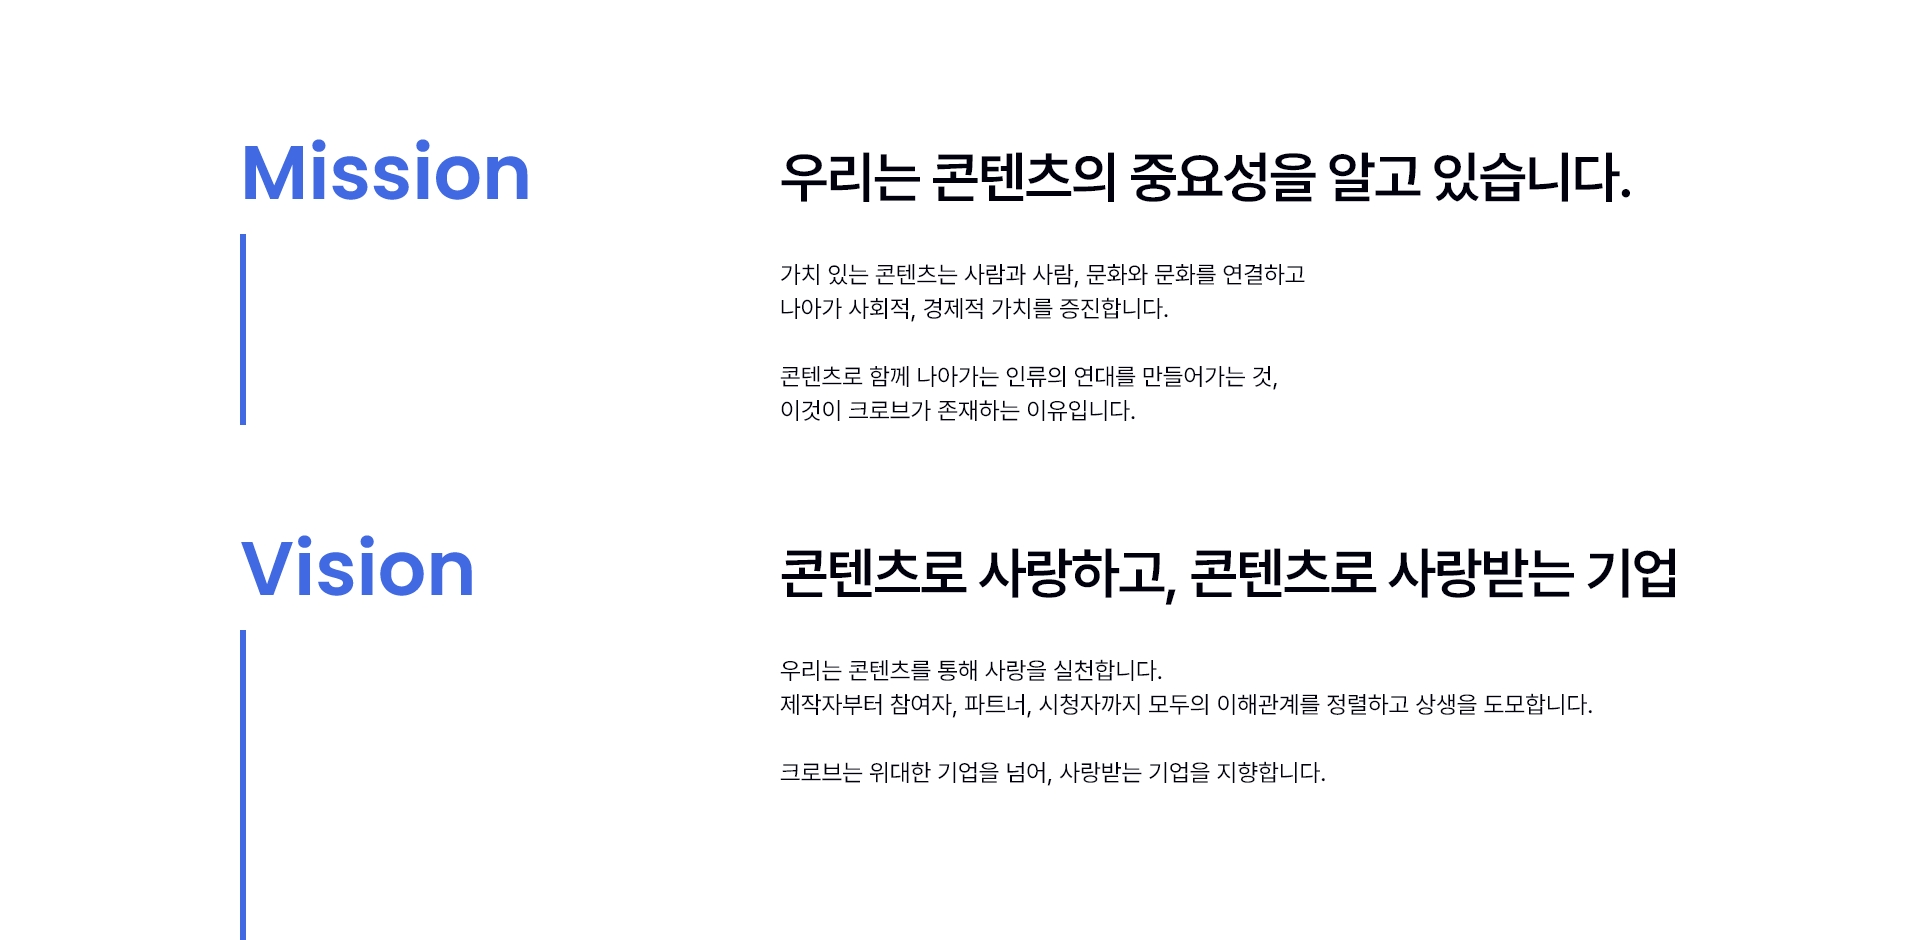 Mission
우리는 콘텐츠의 중요성을 알고 있습니다.
가치 있는 콘텐츠는 사람과 사람, 문화와 문화를 연결하고
나아가 사회적, 경제적 가치를 증진합니다.
콘텐츠로 함께 나아가는 인류의 연대를 만들어가는 것,
이것이 크로브가 존재하는 이유입니다.
Vision
콘텐츠로 사랑하고, 콘텐츠로 사랑받는 기업
우리는 콘텐츠를 통해 사랑을 실천합니다.
제작자부터 참여자, 파트너, 시청자까지 모두의 이해관계를 정렬하고 상생을 도모합니다.
크로브는 위대한 기업을 넘어, 사랑받는 기업을 지향합니다.